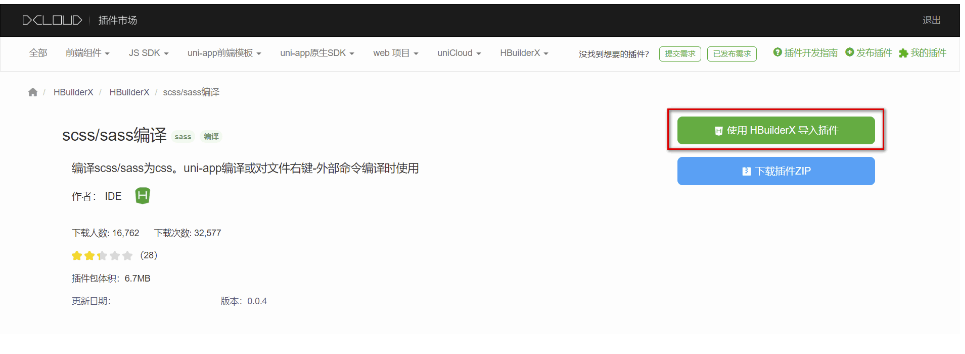 DCLOUD | 插件市场 退出
全部 前端组件 JS SDK uni-app前端模板 uni-app原生SDK web 项目 uniCloud HBuilderX 没找到想要的插件? 提交需求 已发布需求 插件开发指南 发布插件 我的插件
/ HBuilderX / HBuilderX / scss/sass编译
scss/sass编译 sass 编译
使用 HBuilderX 导入插件
编译scss/sass为css。uni-app编译或对文件右键-外部命令编译时使用
下载插件ZIP
作者： IDE
下载人数: 16,762 下载次数: 32,577
(28)
插件包体积：6.7MB
更新日期： 版本：0.0.4